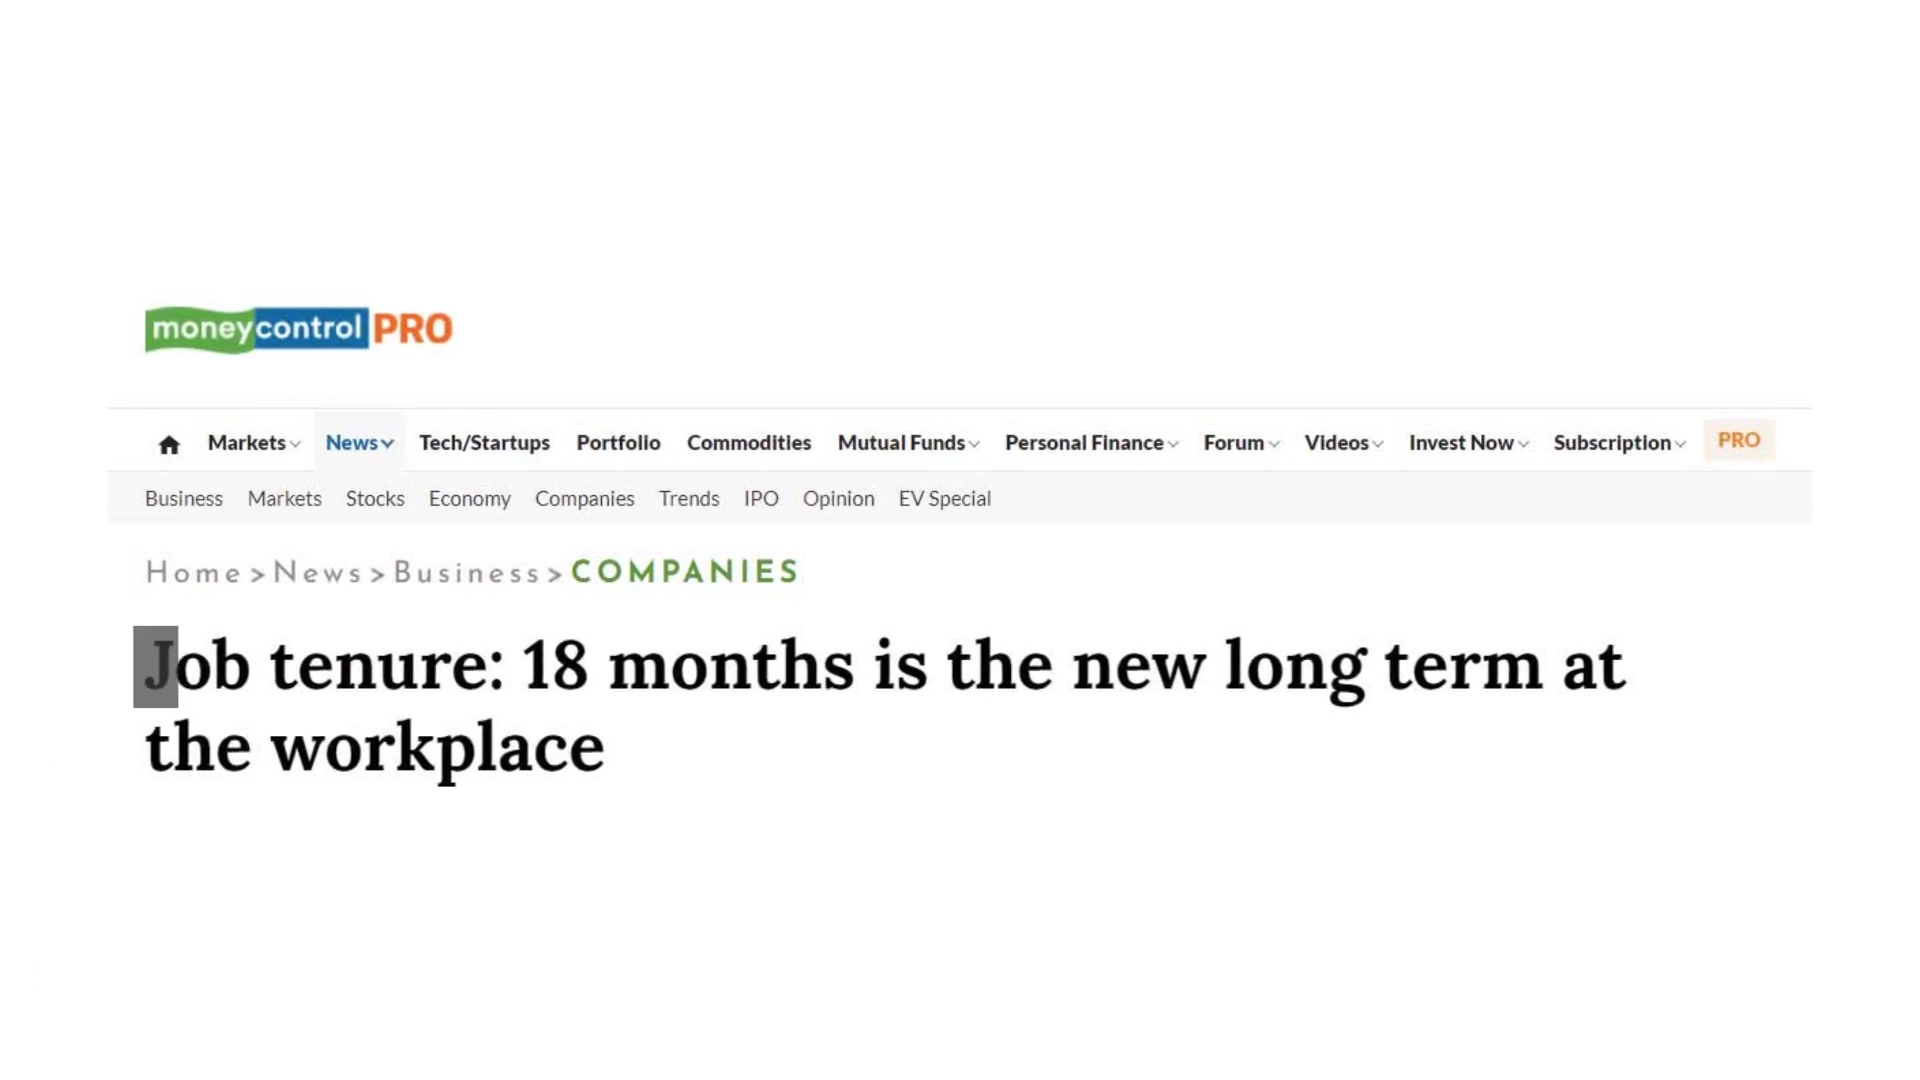 moneycontrol PRO
Markets News Tech/Startups Portfolio Commodities Mutual Funds Personal Finance Forum Videos Invest Now Subscription PRO
Business Markets Stocks Economy Companies Trends IPO Opinion EV Special
Home > News > Business > COMPANIES
Job tenure: 18 months is the new long term at
the workplace